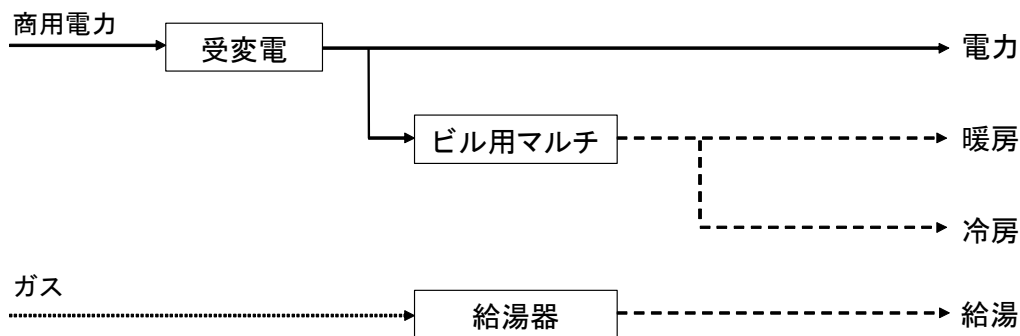 商用電力
受変電
電力
ビル用マルチ
暖房
冷房
ガス
給湯器
給湯